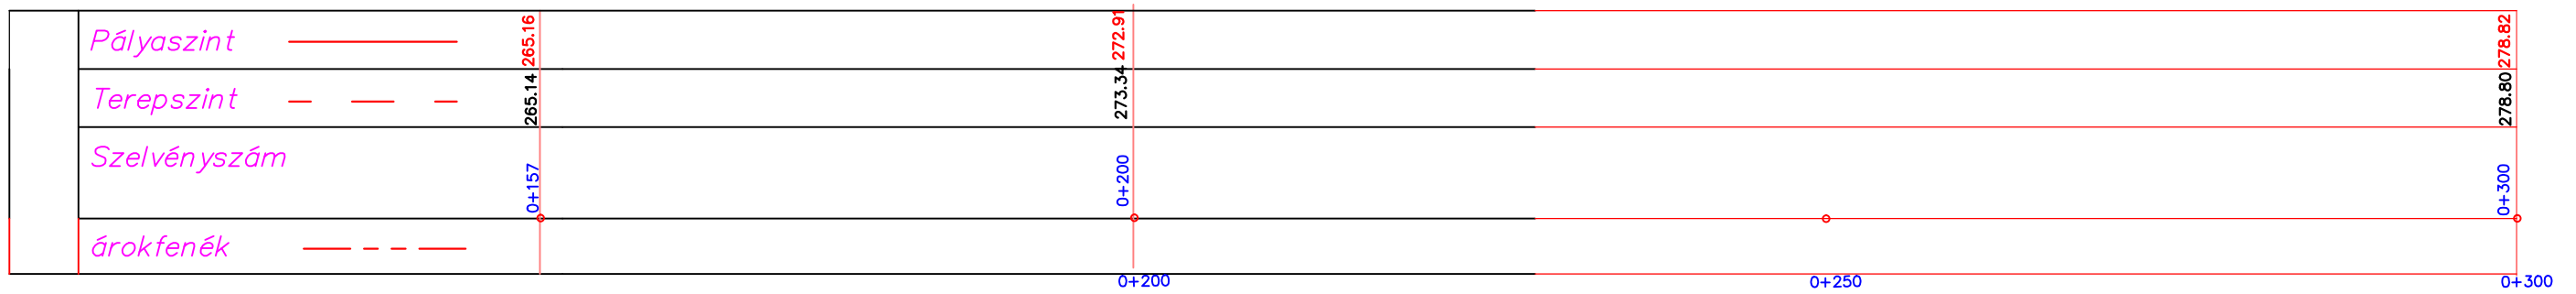 Pályaszint 265.16 272.91 278.82
Terepszint 265.14 273.34 278.80
Szelvényszám 0+157 0+200 0+300
árokfenék
0+200 0+250 0+300